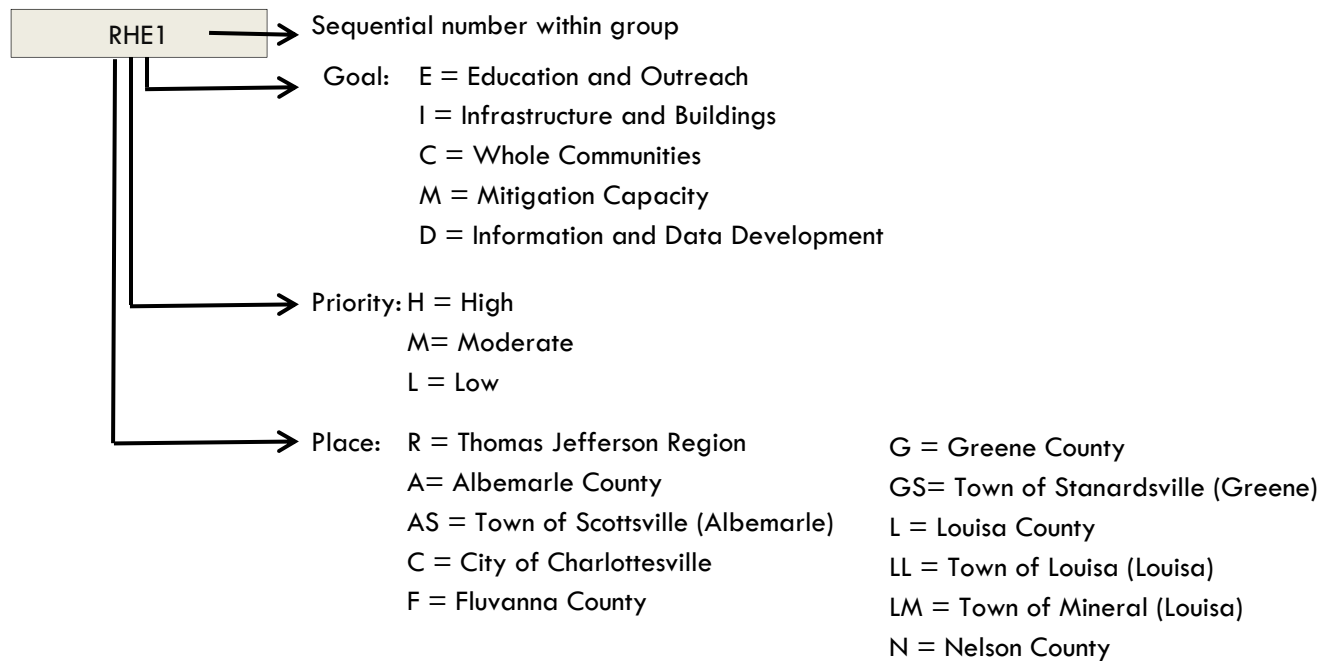 RHE1
Sequential number within group
Goal: E = Education and Outreach
I = Infrastructure and Buildings
C = Whole Communities
M = Mitigation Capacity
D = Information and Data Development
Priority: H = High
M= Moderate
L = Low
Place: R = Thomas Jefferson Region
A= Albemarle County
AS = Town of Scottsville (Albemarle)
C = City of Charlottesville
F = Fluvanna County
G = Greene County
GS= Town of Stanardsville (Greene)
L = Louisa County
LL = Town of Louisa (Louisa)
LM = Town of Mineral (Louisa)
N = Nelson County